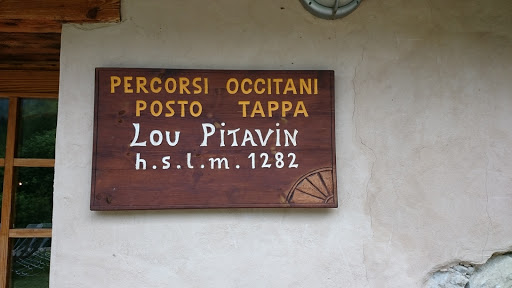 PERCORSI OCCITANI
POSTO TAPPA
LOU PiTAViN
h.s.l.m. 1282